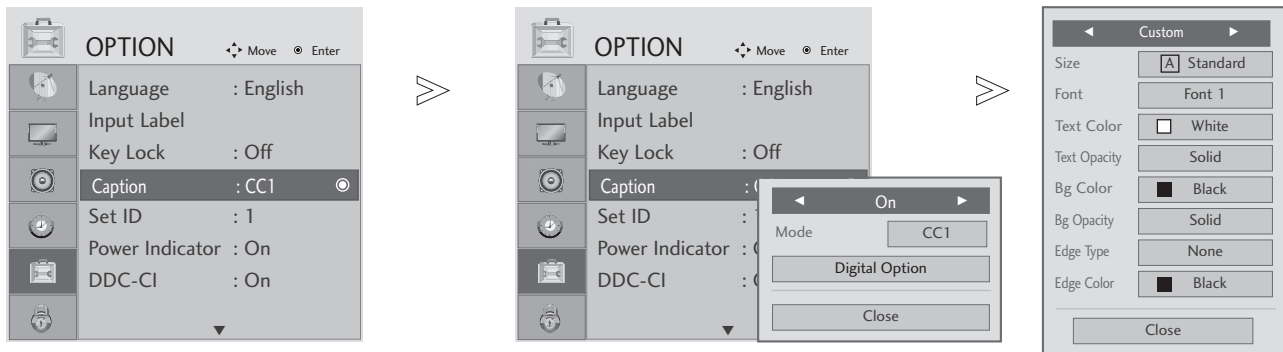 OPTION
Move Enter
Language : English
Input Label
Key Lock : Off
Caption : CC1
Set ID : 1
Power Indicator : On
DDC-CI : On
OPTION
Move Enter
Language : English
Input Label
Key Lock : Off
Caption :
Set ID :
Power Indicator :
DDC-CI :
On
Mode CC1
Digital Option
Close
Custom
Size A Standard
Font Font 1
Text Color White
Text Opacity Solid
Bg Color Black
Bg Opacity Solid
Edge Type None
Edge Color Black
Close